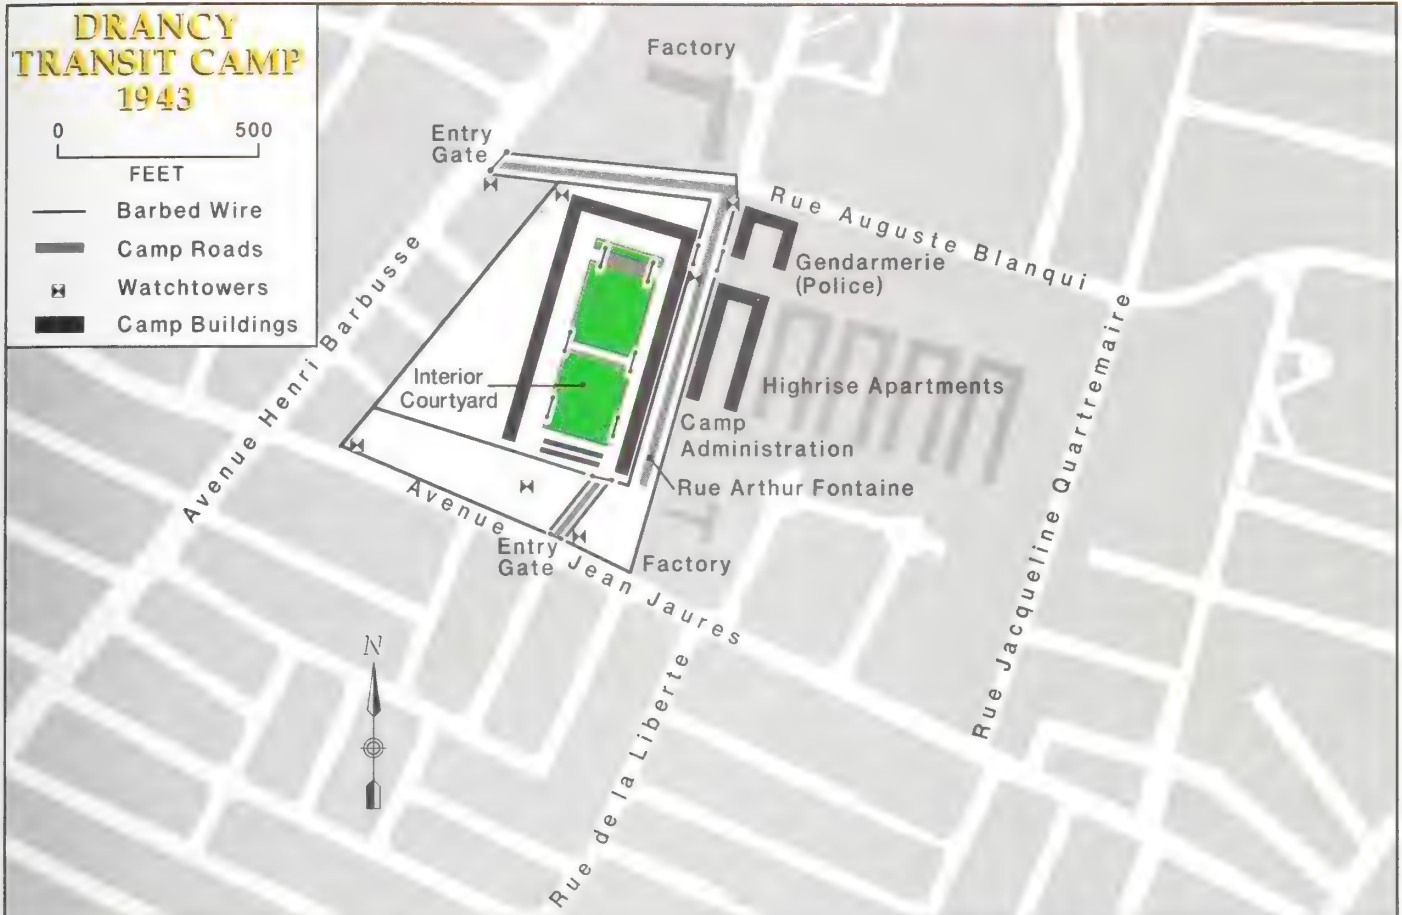 DRANCY
TRANSIT CAMP
1943
0 500
FEET
Barbed Wire
Camp Roads
Watchtowers
Camp Buildings
Factory
Entry
Gate
Rue Auguste Blanqui
Gendarmerie
(Police)
Avenue Henri Barbusse
Interior
Courtyard
Highrise Apartments
Camp
Administration
Rue Arthur Fontaine
Rue Jacqueline Quartremaire
Avenue Jean Jaures
Entry
Gate
Factory
N
Rue de la Liberte